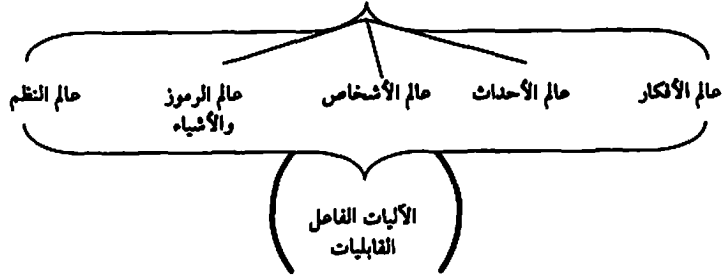 عالم الأفكار
عالم الأحداث
عالم الأشخاص
عالم الرموز
والأشياء
عالم النظم
الآليات الفاعل
القابليات